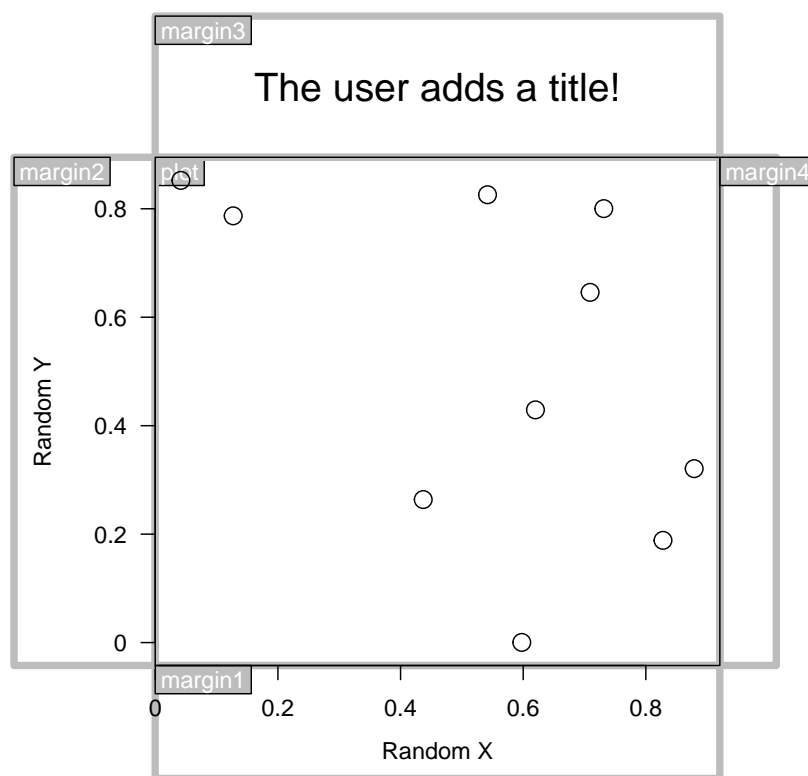 margin3
The user adds a title!
margin2
plot
margin4
0.8
0.6
Random Y
0.4
0.2
0
margin1
0 0.2 0.4 0.6 0.8
Random X